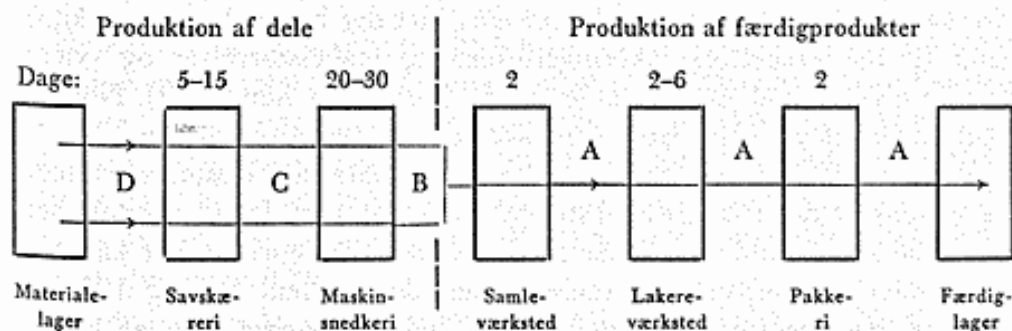 Produktion af dele
Produktion af færdigprodukter
Dage: 5–15 20–30 2 2–6 2
D C B A A A
Materiale- Savskæ- Maskin- Samle- Lakere- Pakke- Færdig-
lager reri snedkeri værksted værksted ri lager